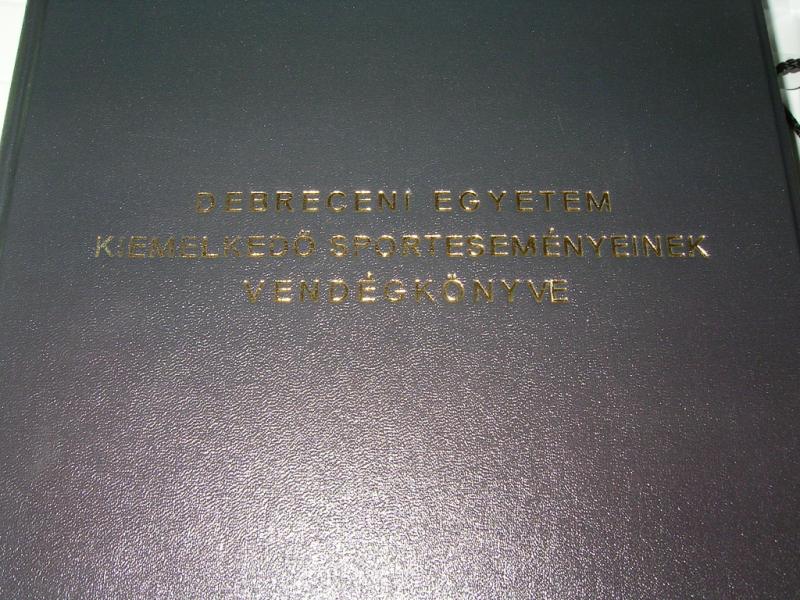 DEBRECENI EGYETEM
KIEMELKEDŐ SPORTESEMÉNYEINEK
VENDÉGKÖNYVE